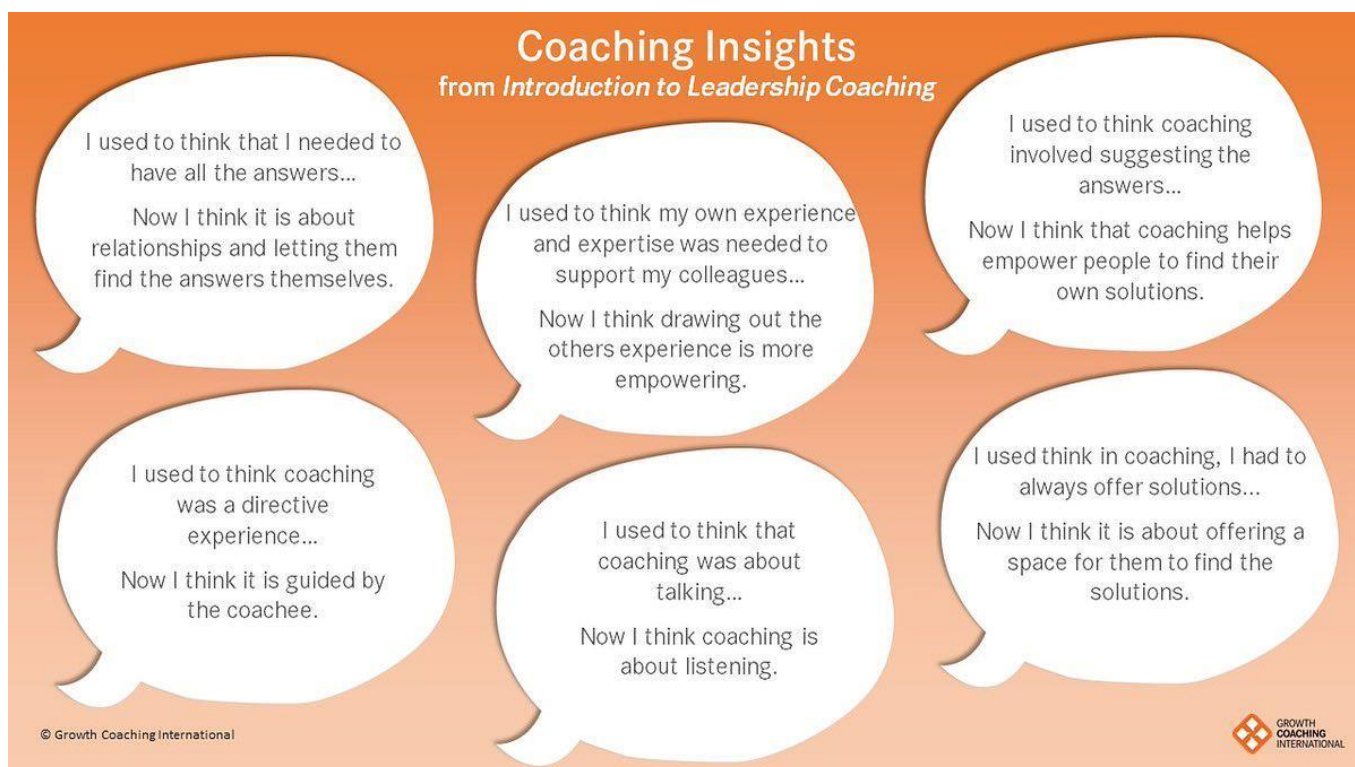 Coaching Insights
from Introduction to Leadership Coaching
I used to think that I needed to
have all the answers...
Now I think it is about
relationships and letting them
find the answers themselves.
I used to think my own experience
and expertise was needed to
support my colleagues...
Now I think drawing out the
others experience is more
empowering.
I used to think coaching
involved suggesting the
answers...
Now I think that coaching helps
empower people to find their
own solutions.
I used to think coaching
was a directive
experience...
Now I think it is guided by
the coachee.
I used to think that
coaching was about
talking...
Now I think coaching is
about listening.
I used think in coaching, I had to
always offer solutions...
Now I think it is about offering a
space for them to find the
solutions.
© Growth Coaching International
GROWTH
COACHING
INTERNATIONAL